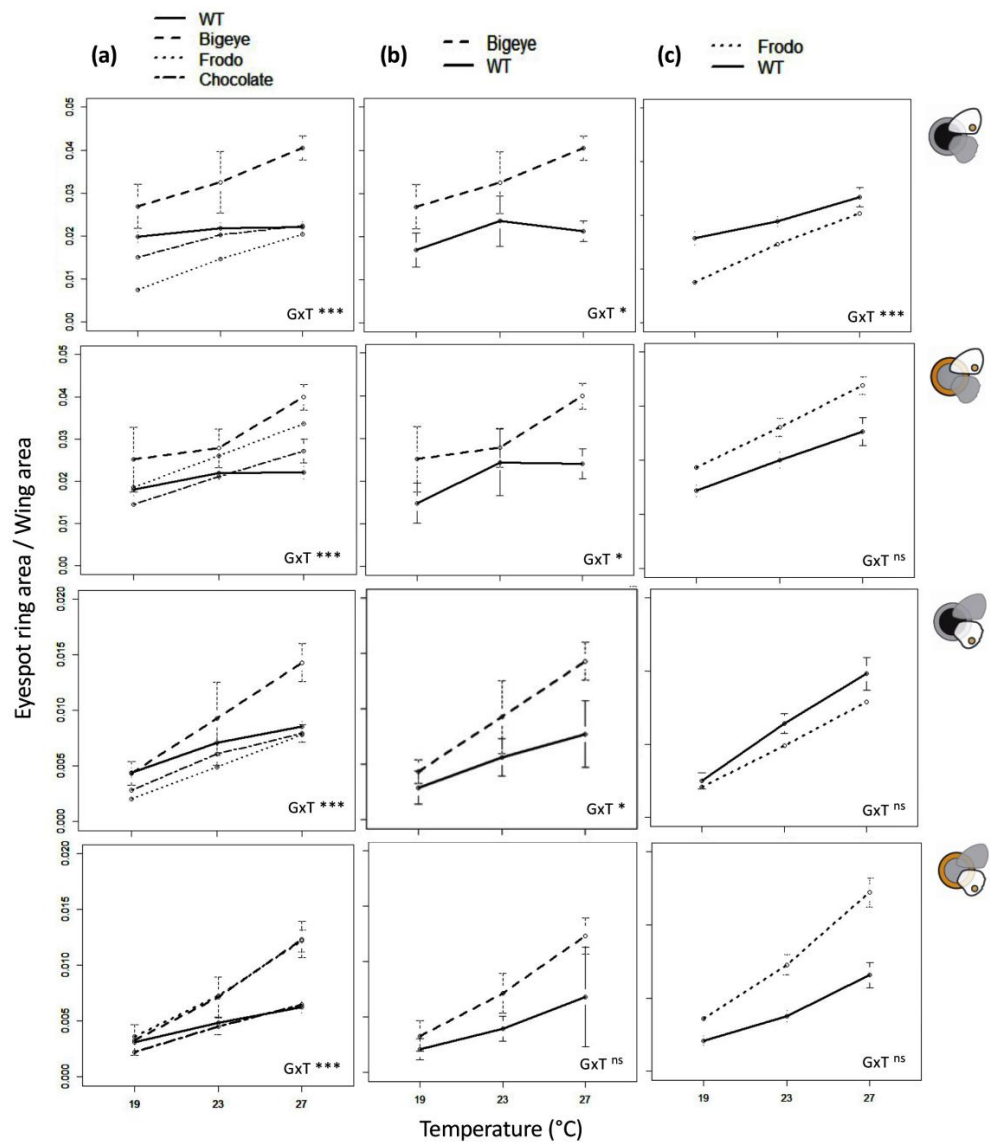 WT
Bigeye
Frodo
Chocolate
(a)
Bigeye
WT
(b)
Frodo
WT
(c)
Eyespot ring area / Wing area
0.05
0.04
0.03
0.02
0.01
0.00
GxT ***
GxT *
GxT ***
0.05
0.04
0.03
0.02
0.01
0.00
GxT ***
GxT *
GxT ns
0.020
0.015
0.010
0.005
0.000
GxT ***
GxT *
GxT ns
0.020
0.015
0.010
0.005
0.000
GxT ***
GxT ns
GxT ns
19 23 27 19 23 27 19 23 27
Temperature (°C)